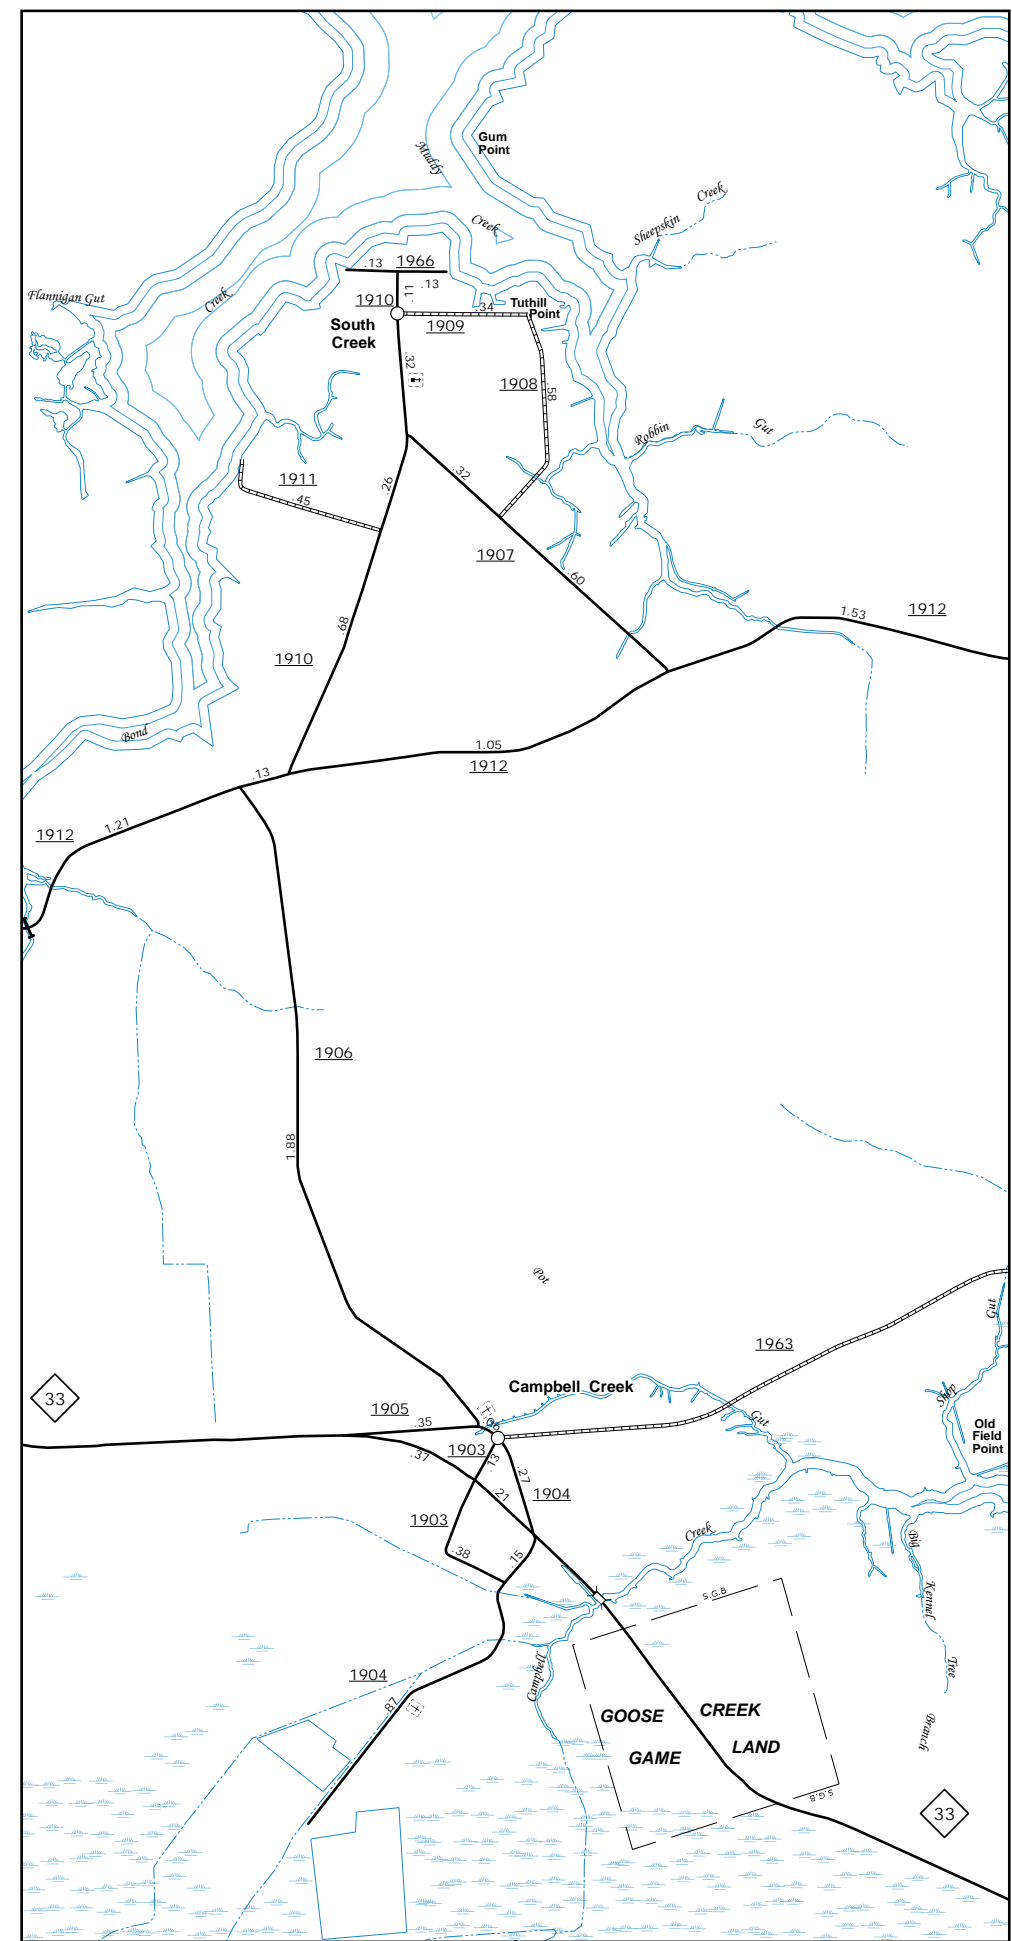 Gum
Point
Muddy
Creek
Creek
Sheepskin
Flannigan Gut
Creek
.13
1966
.13
.11
1910
.34
Tuthill
Point
1909
South
Creek
.32
1908
.58
Robbin
Gut
.32
1911
.26
.45
1907
.60
.68
1910
1.53
1912
Bond
1.05
1912
.13
1.21
1912
1906
1.88
Pot
Gut
1963
33
Campbell Creek
Shop
1905
.35
.06
Gut
Old
Field
Point
.37
1903
.13
.27
.21
1904
1903
Creek
Big
.38
.15
Kennel
S.G.B
1904
Campbell
Tree
.87
GOOSE CREEK
GAME LAND
Branch
S.G.B
33